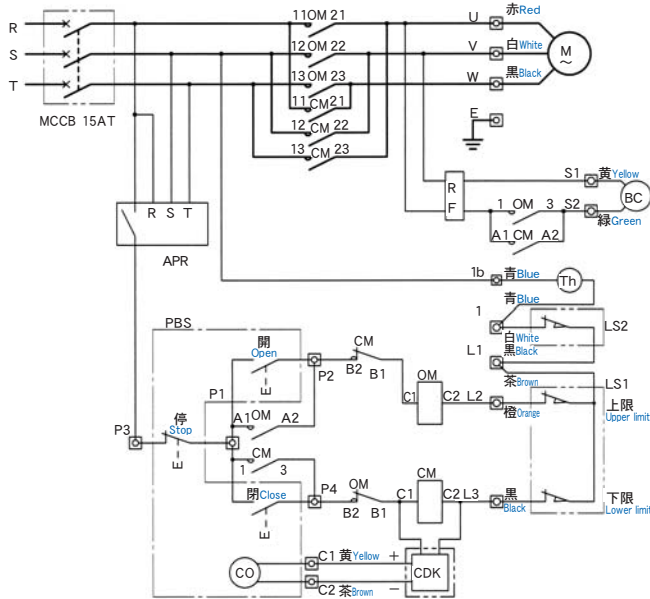 R
S
T
MCCB 15AT
11 OM 21
12 OM 22
13 OM 23
11 CM 21
12 CM 22
13 CM 23
U
V
W
E
赤Red
白White
黒Black
M
~
R S T
APR
R
F
S1
黄Yellow
1 OM 3
S2
緑Green
A1 CM A2
BC
1b
青Blue
Th
青Blue
1
白White
LS2
L1
黒Black
茶Brown
LS1
PBS
開
Open
E
P1
P2
CM
B2 B1
OM
C1 C2
L2
橙Orange
上限
Upper limit
P3
停
Stop
E
A1 OM A2
CM
1 3
閉Close
E
P4
OM
B2 B1
CM
C1 C2
L3
黒
Black
下限
Lower limit
CO
C1 黄Yellow +
C2 茶Brown −
CDK